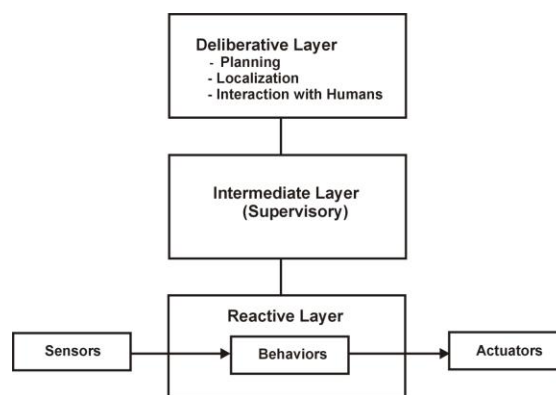 Deliberative Layer
- Planning
- Localization
- Interaction with Humans
Intermediate Layer
(Supervisory)
Reactive Layer
Sensors
Behaviors
Actuators